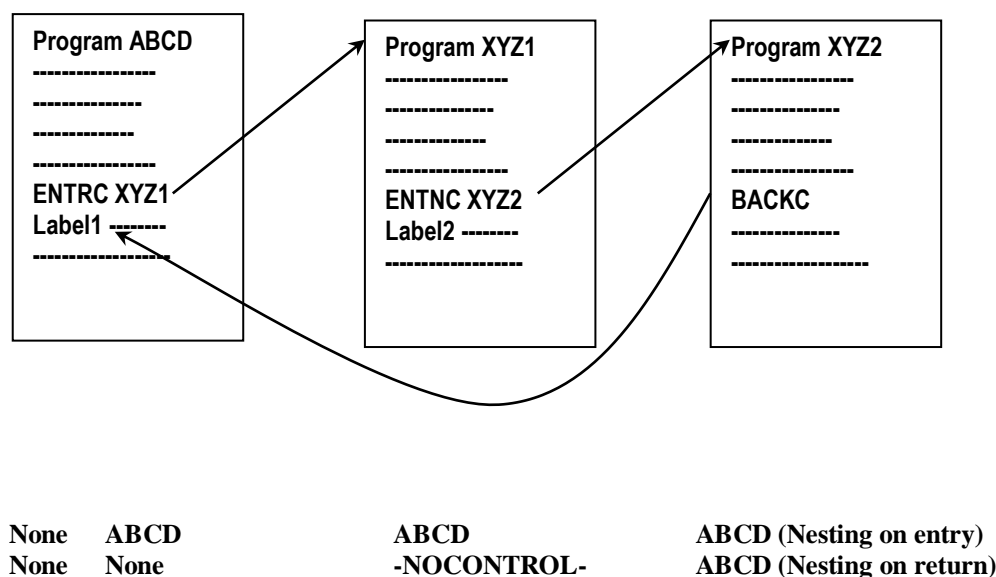 Program ABCD
-----------------
---------------
--------------
-----------------
ENTRC XYZ1
Label1 --------
-------------------
Program XYZ1
-----------------
---------------
--------------
-----------------
ENTNC XYZ2
Label2 --------
-------------------
Program XYZ2
-----------------
---------------
--------------
-----------------
BACKC
---------------
-------------------
None ABCD ABCD ABCD (Nesting on entry)
None None -NOCONTROL- ABCD (Nesting on return)